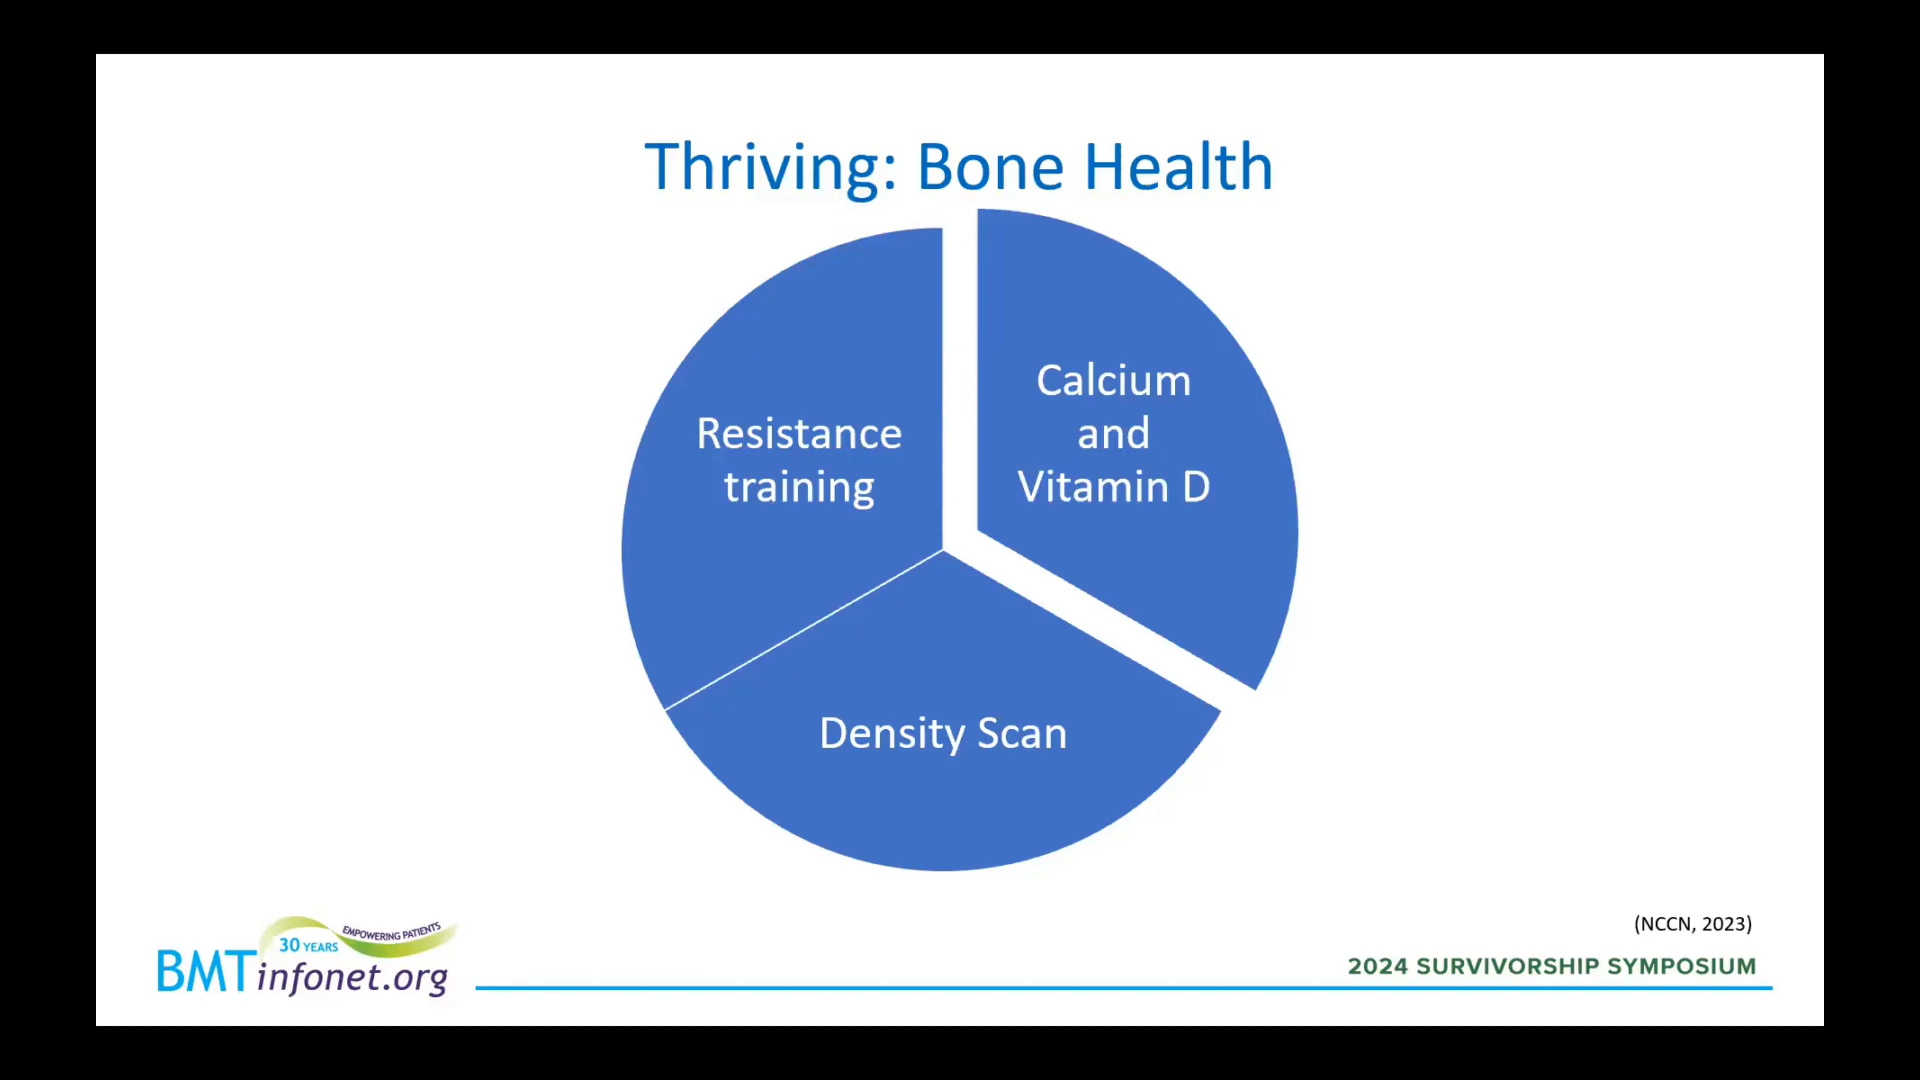 Thriving: Bone Health
Resistance
training
Calcium
and
Vitamin D
Density Scan
(NCCN, 2023)
30 YEARS
EMPOWERING PATIENTS
BMTinfonet.org
2024 SURVIVORSHIP SYMPOSIUM